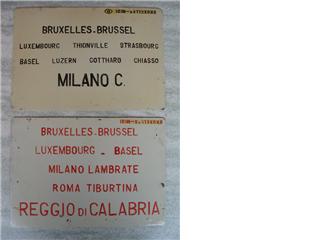 BRUXELLES-BRUSSEL
LUXEMBOURG THIONVILLE STRASBOURG
BASEL LUZERN GOTTHARD CHIASSO
MILANO C.
BRUXELLES-BRUSSEL
LUXEMBOURG - BASEL
MILANO LAMBRATE
ROMA TIBURTINA
REGGIO DI CALABRIA